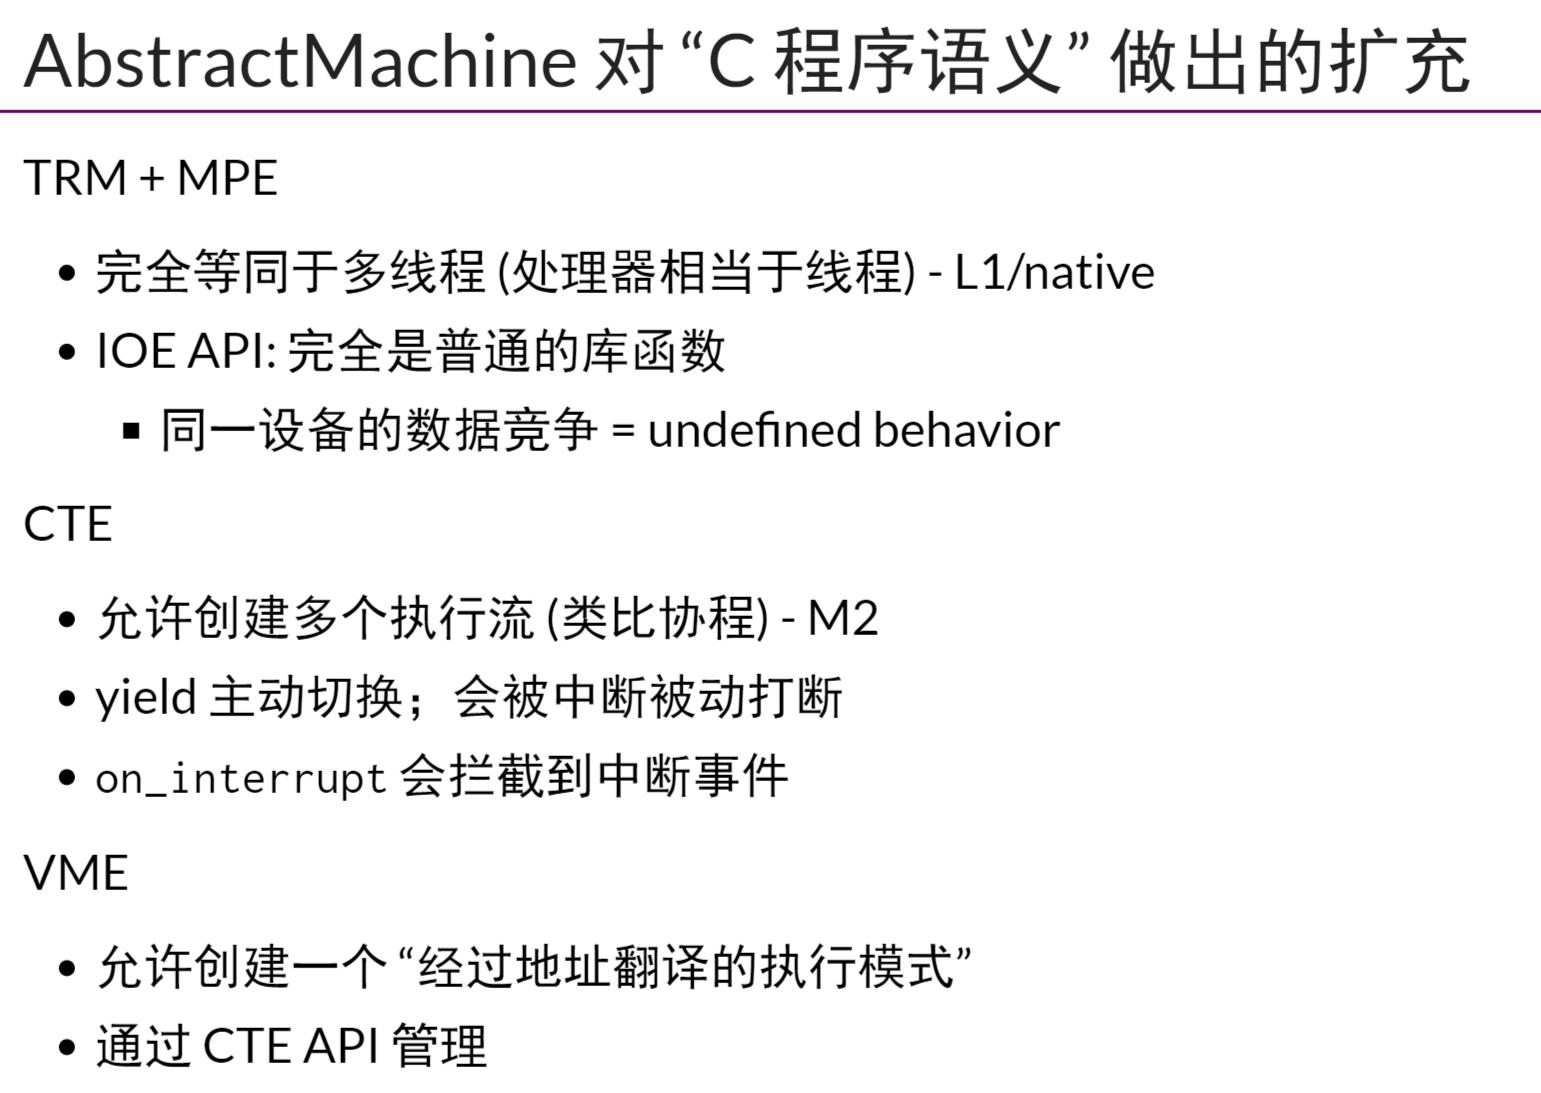 AbstractMachine 对 “C 程序语义” 做出的扩充
TRM + MPE
• 完全等同于多线程 (处理器相当于线程) - L1/native
• IOE API: 完全是普通的库函数
▪ 同一设备的数据竞争 = undefined behavior
CTE
• 允许创建多个执行流 (类比协程) - M2
• yield 主动切换；会被中断被动打断
• on_interrupt 会拦截到中断事件
VME
• 允许创建一个 “经过地址翻译的执行模式”
• 通过 CTE API 管理